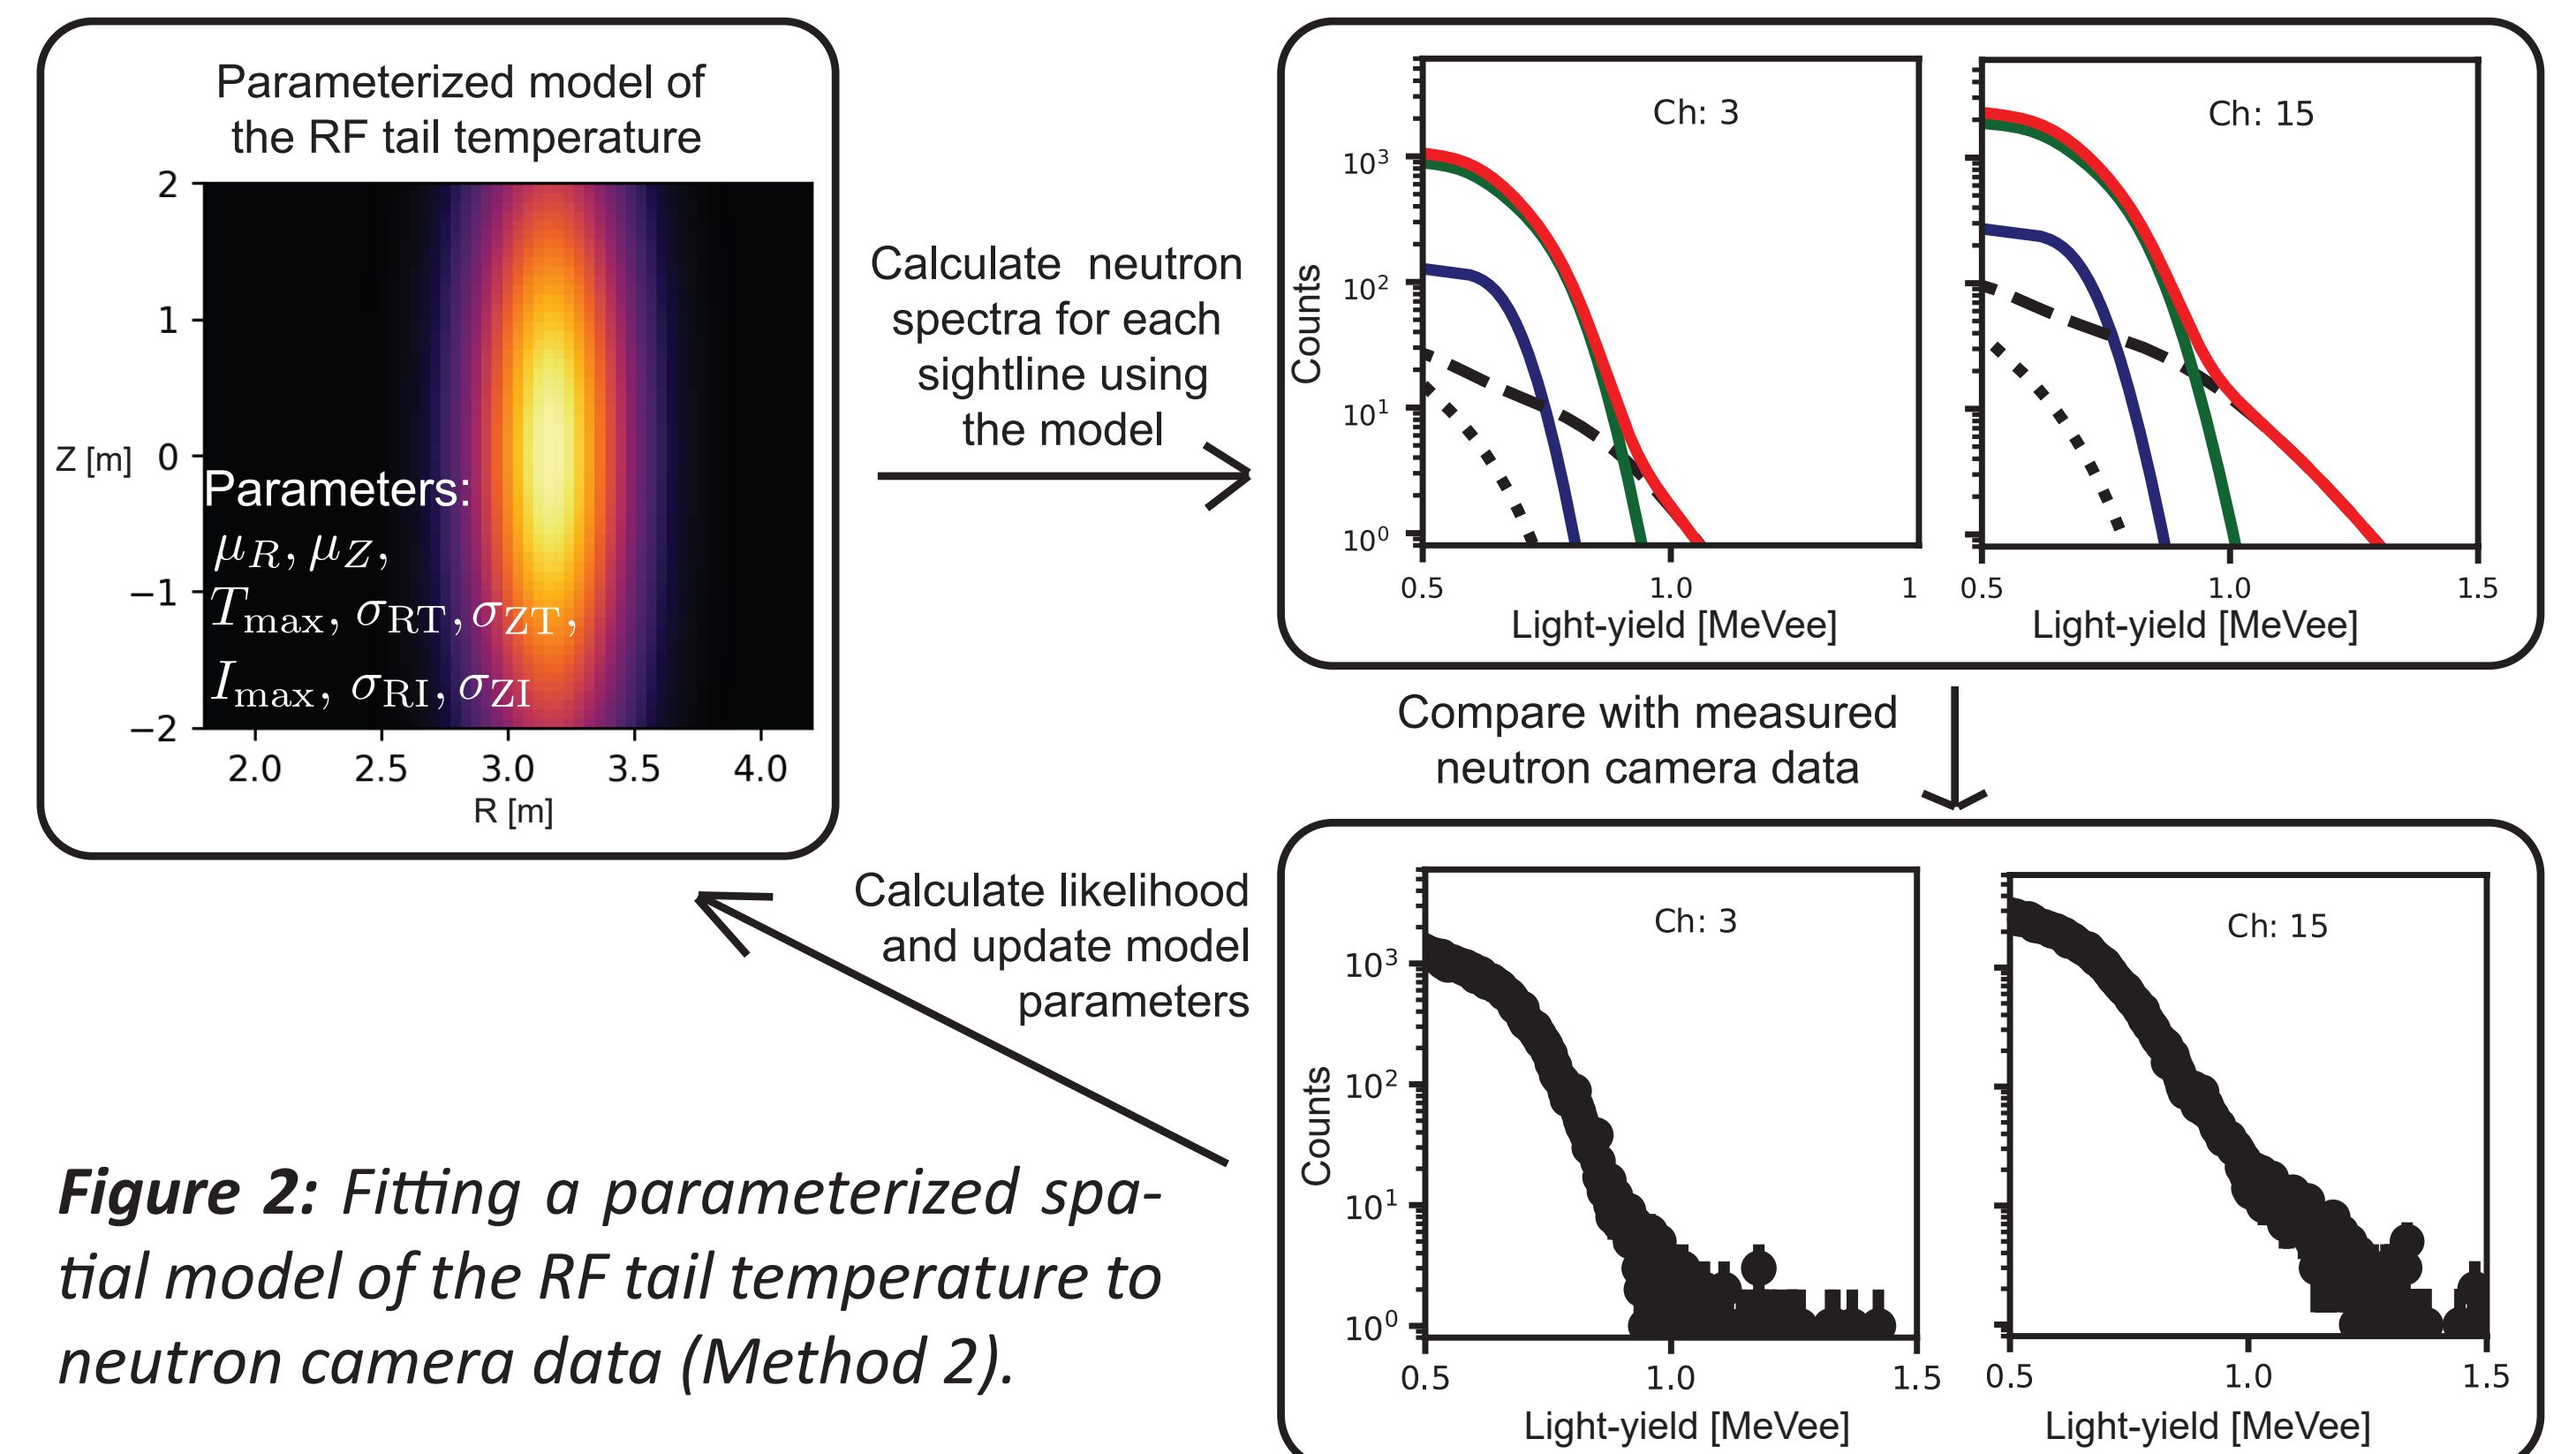 Parameterized model of
the RF tail temperature
2
1
Z [m] 0
−1
−2
Parameters:
μR, μZ,
Tmax, σRT, σZT,
Imax, σRI, σZI
2.0 2.5 3.0 3.5 4.0
R [m]
Calculate neutron
spectra for each
sightline using
the model
Ch: 3
Counts
10³
10²
10¹
10⁰
0.5 1.0 1
Light-yield [MeVee]
Ch: 15
0.5 1.0 1.5
Light-yield [MeVee]
Compare with measured
neutron camera data
Ch: 3
Counts
10³
10²
10¹
10⁰
0.5 1.0 1.5
Light-yield [MeVee]
Ch: 15
0.5 1.0 1.5
Light-yield [MeVee]
Calculate likelihood
and update model
parameters
Figure 2: Fitting a parameterized spa-
tial model of the RF tail temperature to
neutron camera data (Method 2).